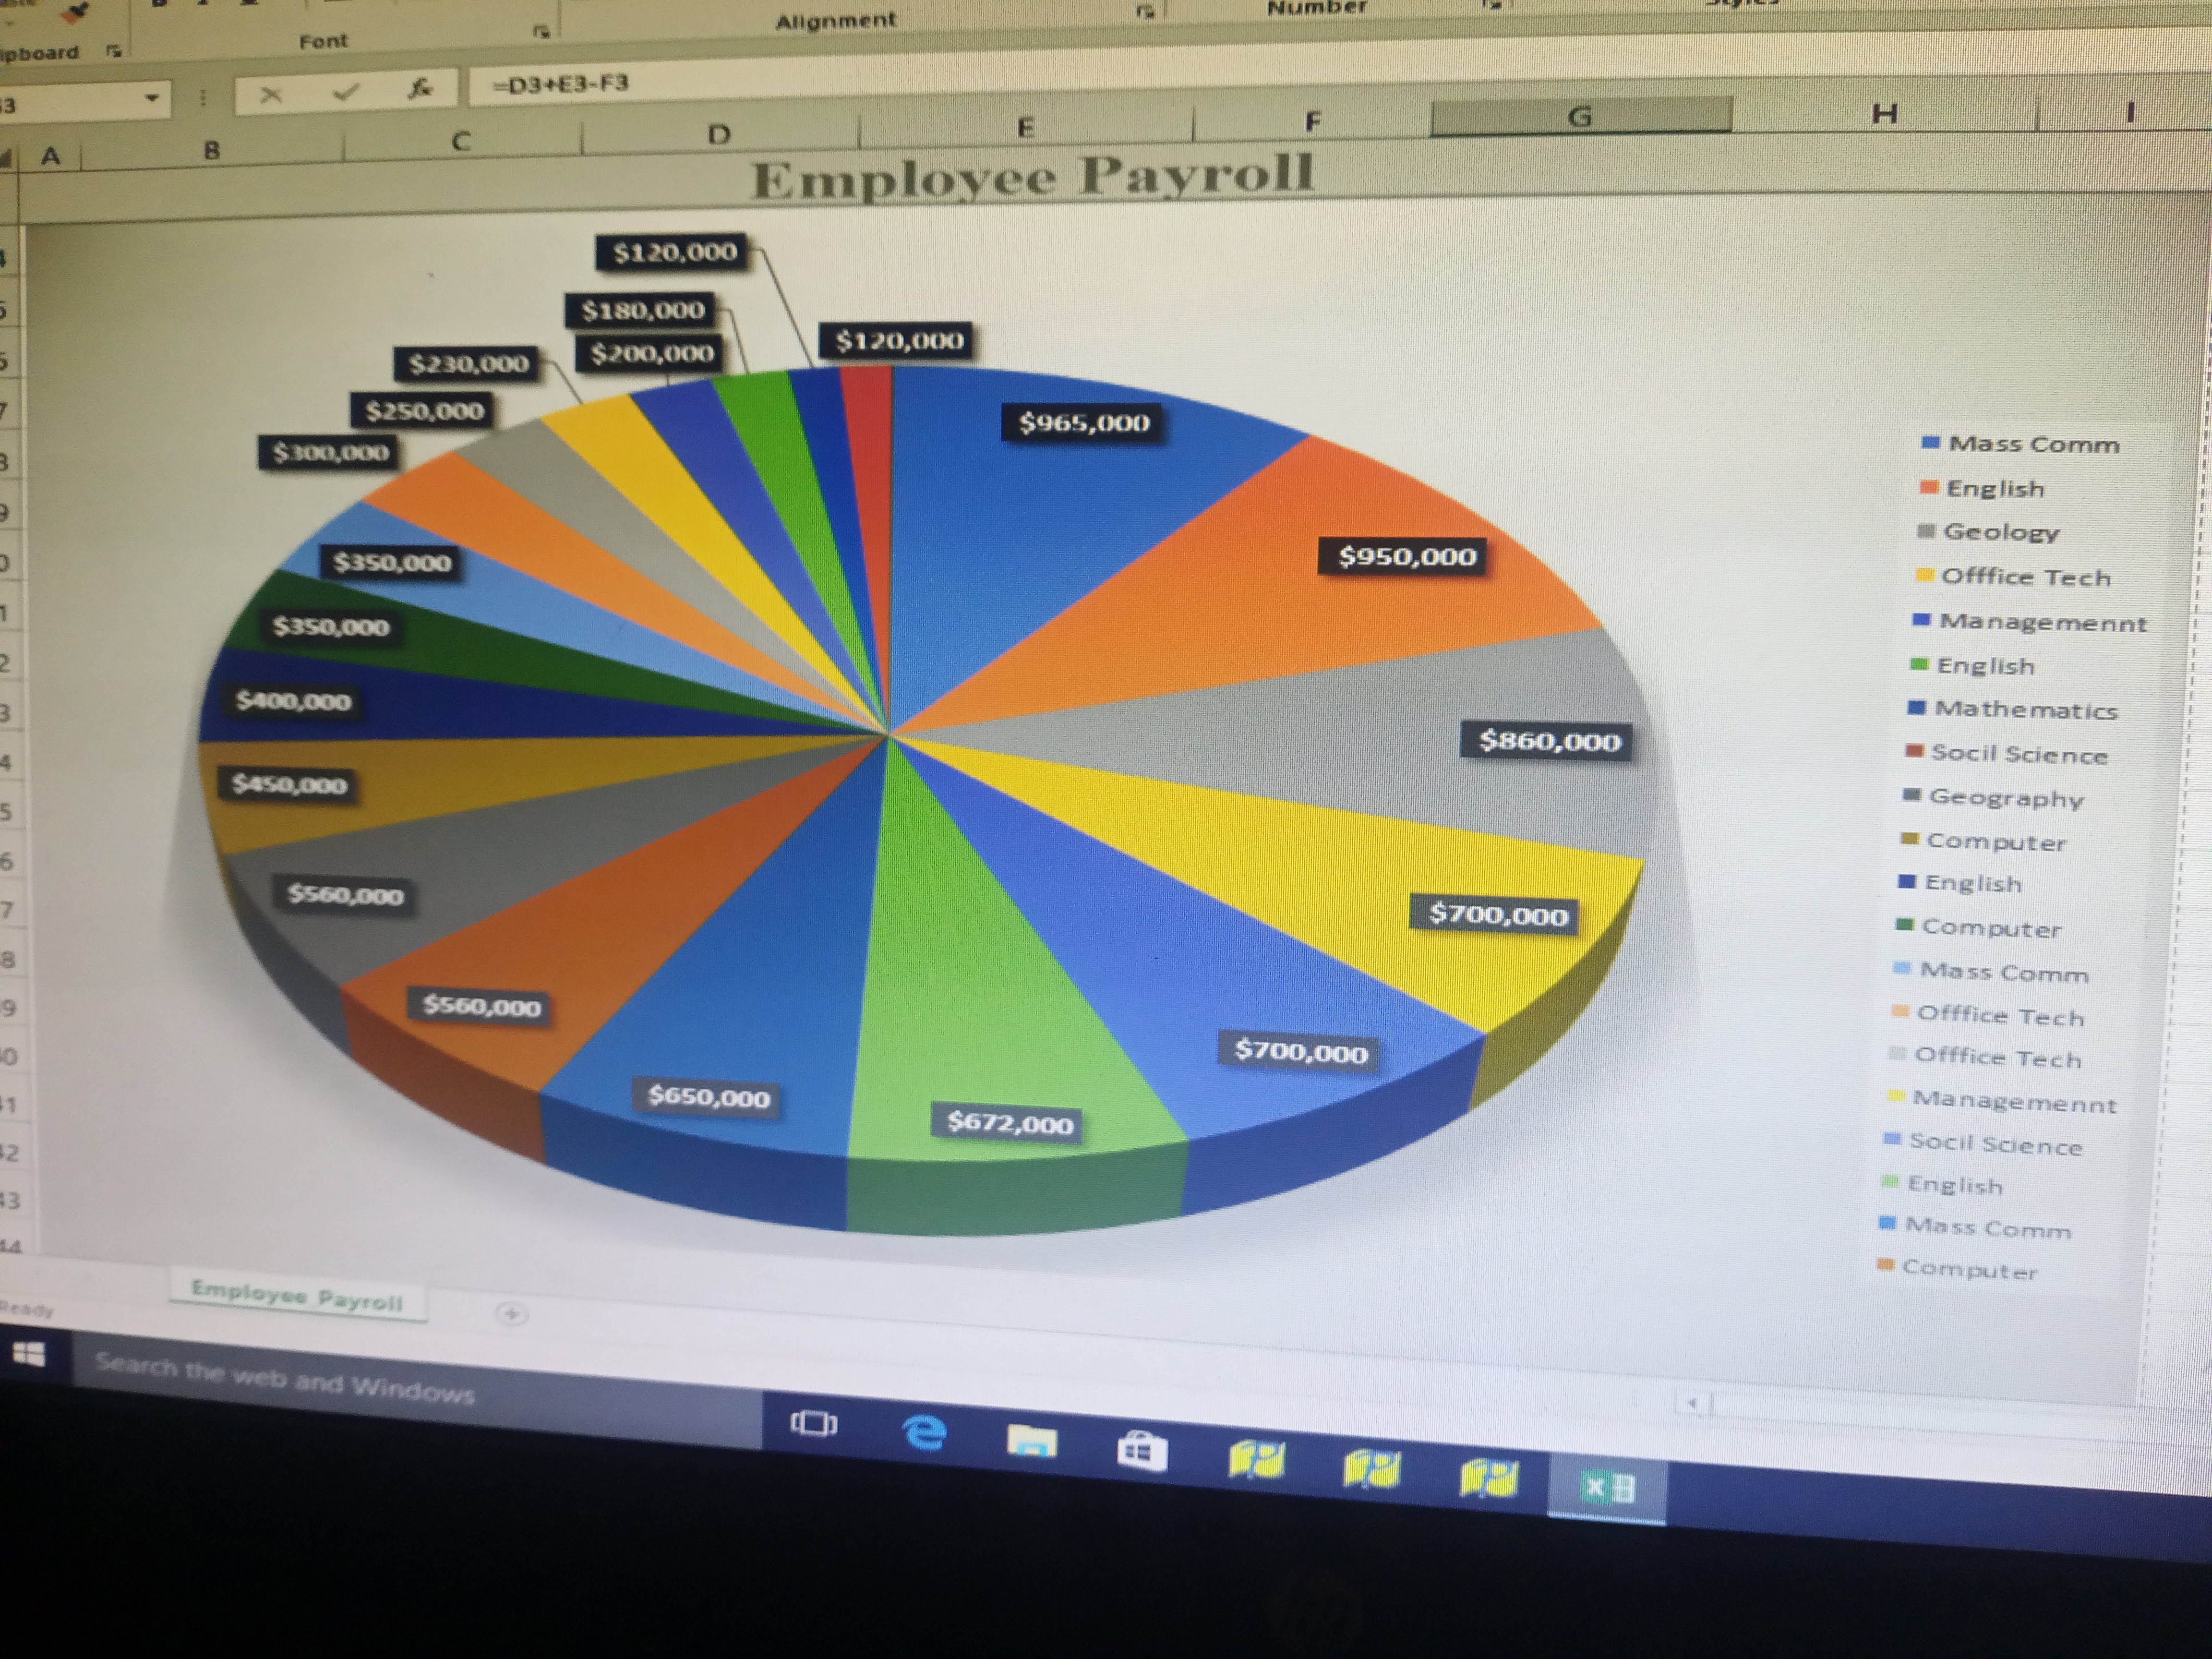 Font
Alignment
Number
=D3+E3-F3
A B C D E F G H I
Employee Payroll
$120,000
$180,000
$200,000
$120,000
$230,000
$250,000
$300,000
$965,000
$350,000
$950,000
$350,000
$400,000
$860,000
$450,000
$560,000
$700,000
$560,000
$700,000
$650,000
$672,000
Mass Comm
English
Geology
Offfice Tech
Managemennt
English
Mathematics
Socil Science
Geography
Computer
English
Computer
Mass Comm
Offfice Tech
Offfice Tech
Managemennt
Socil Science
English
Mass Comm
Computer
Employee Payroll
Ready
Search the web and Windows